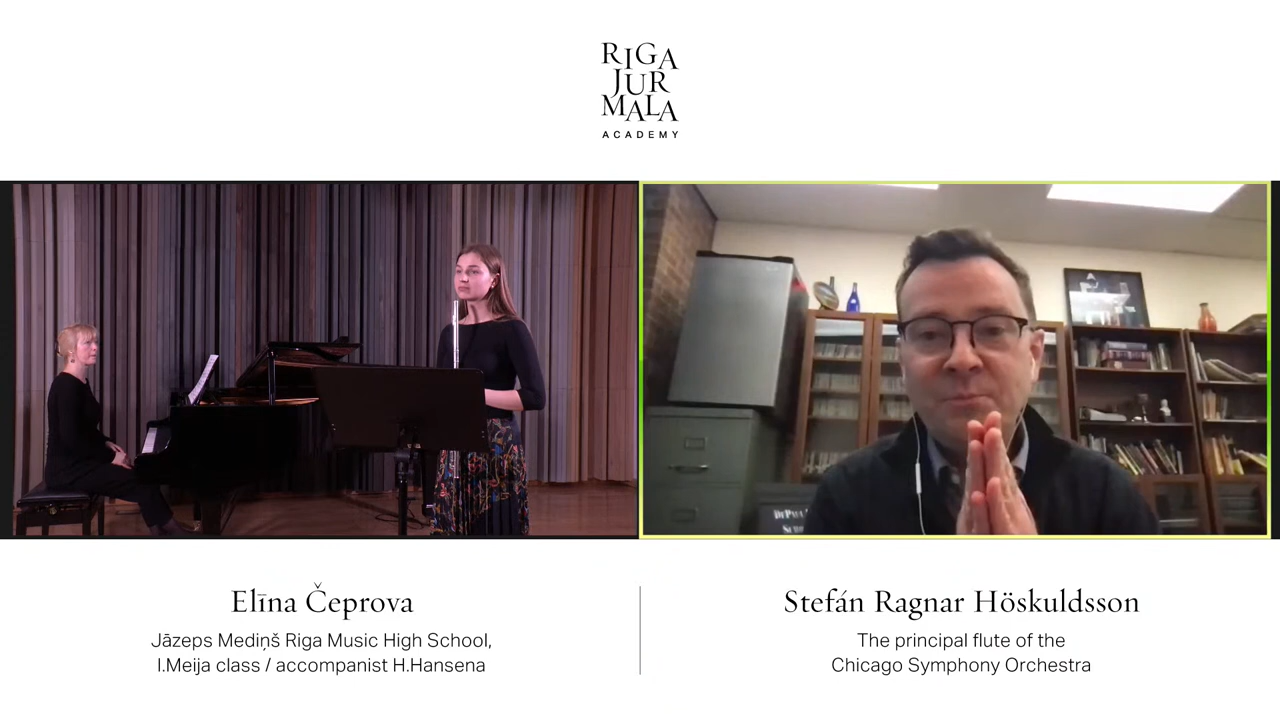 RIGA
JUR
MALA
ACADEMY
Elīna Čeprova
Jāzeps Mediņš Riga Music High School,
I.Meija class / accompanist H.Hansena
Stefán Ragnar Höskuldsson
The principal flute of the
Chicago Symphony Orchestra